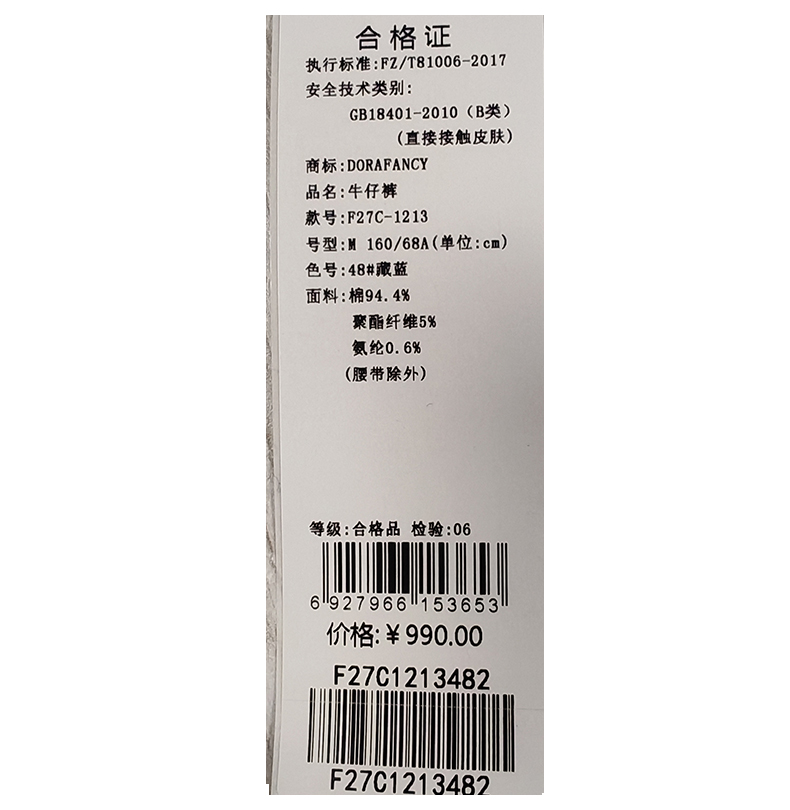 合格证
执行标准:FZ/T81006-2017
安全技术类别:
GB18401-2010（B类）
(直接接触皮肤)
商标:DORAFANCY
品名:牛仔裤
款号:F27C-1213
号型:M 160/68A(单位:cm)
色号:48#藏蓝
面料:棉94.4%
聚酯纤维5%
氨纶0.6%
(腰带除外)
等级:合格品 检验:06
6 927966 153653
价格:¥990.00
F27C1213482
F27C1213482